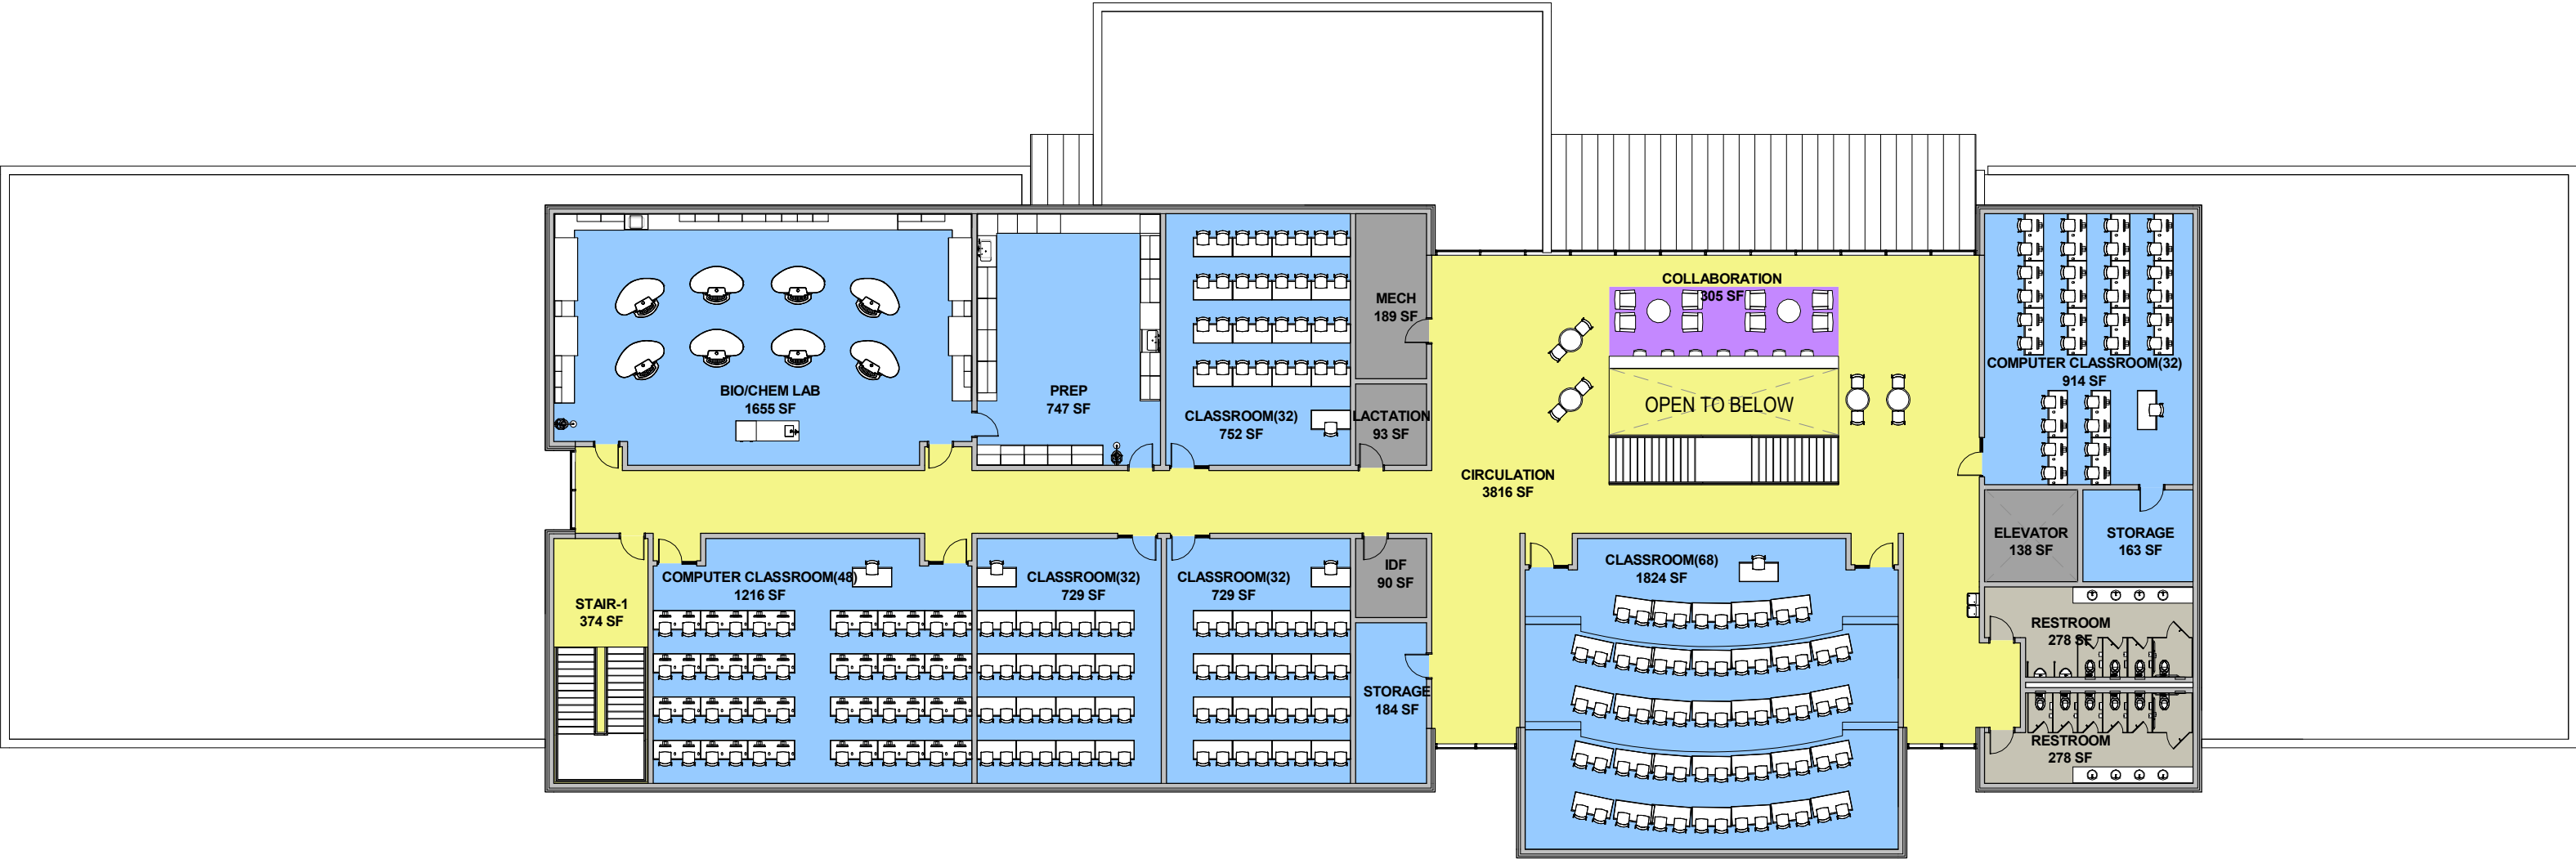 COLLABORATION
305 SF
MECH
189 SF
COMPUTER CLASSROOM(32)
914 SF
BIO/CHEM LAB
1655 SF
PREP
747 SF
OPEN TO BELOW
CLASSROOM(32)
752 SF
LACTATION
93 SF
CIRCULATION
3816 SF
ELEVATOR
138 SF
STORAGE
163 SF
CLASSROOM(68)
1824 SF
IDF
90 SF
COMPUTER CLASSROOM(48)
1216 SF
CLASSROOM(32)
729 SF
CLASSROOM(32)
729 SF
STAIR-1
374 SF
RESTROOM
278 SF
STORAGE
184 SF
RESTROOM
278 SF